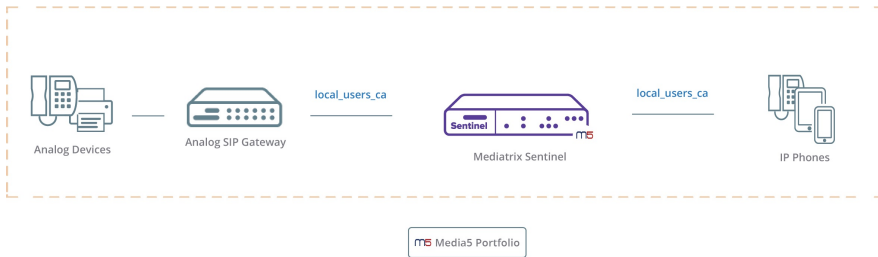 local_users_ca
local_users_ca
Sentinel
m5
Analog Devices
Analog SIP Gateway
Mediatrix Sentinel
IP Phones
m5 Media5 Portfolio